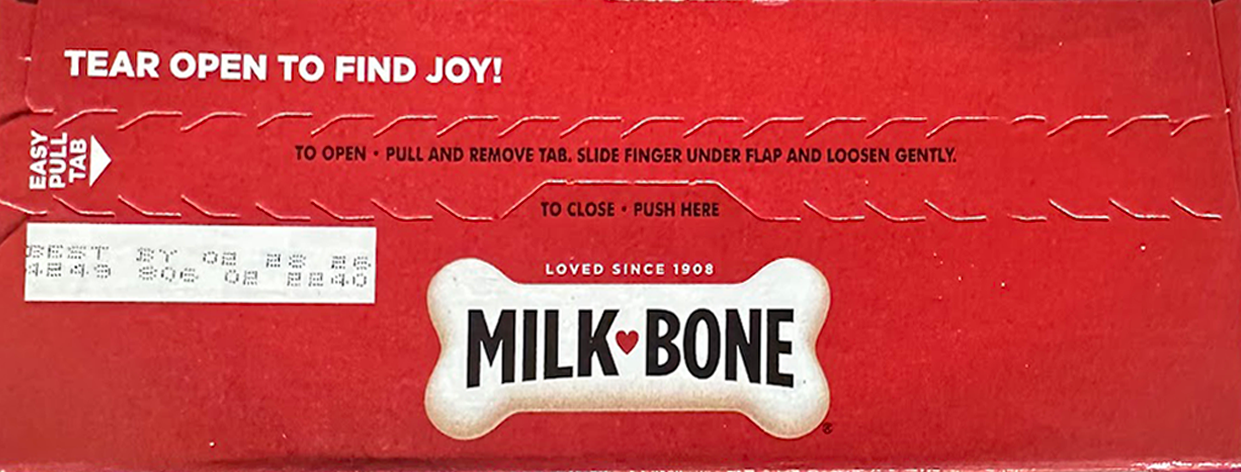 TEAR OPEN TO FIND JOY!
EASY
PULL
TAB
TO OPEN • PULL AND REMOVE TAB. SLIDE FINGER UNDER FLAP AND LOOSEN GENTLY.
TO CLOSE • PUSH HERE
BEST BY 02 28 26
4249 806 02 2240
LOVED SINCE 1908
MILK BONE
®